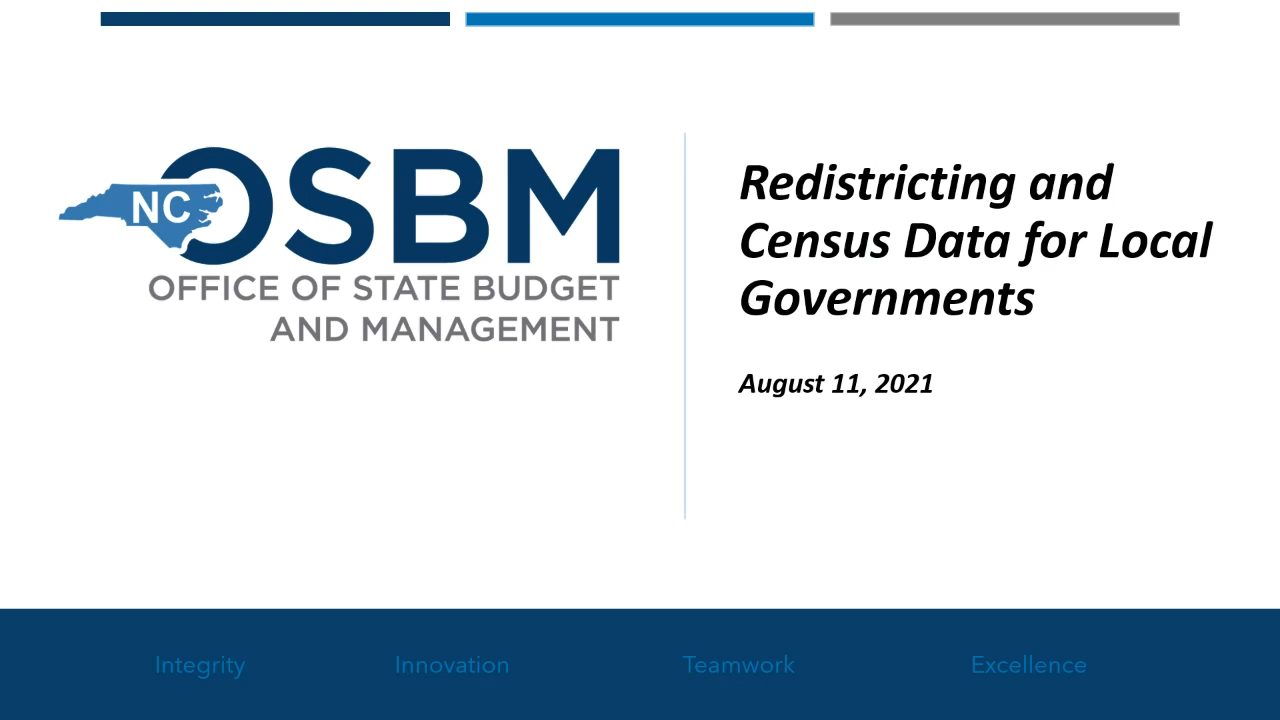 NC OSBM
OFFICE OF STATE BUDGET
AND MANAGEMENT
Redistricting and
Census Data for Local
Governments
August 11, 2021
Integrity Innovation Teamwork Excellence